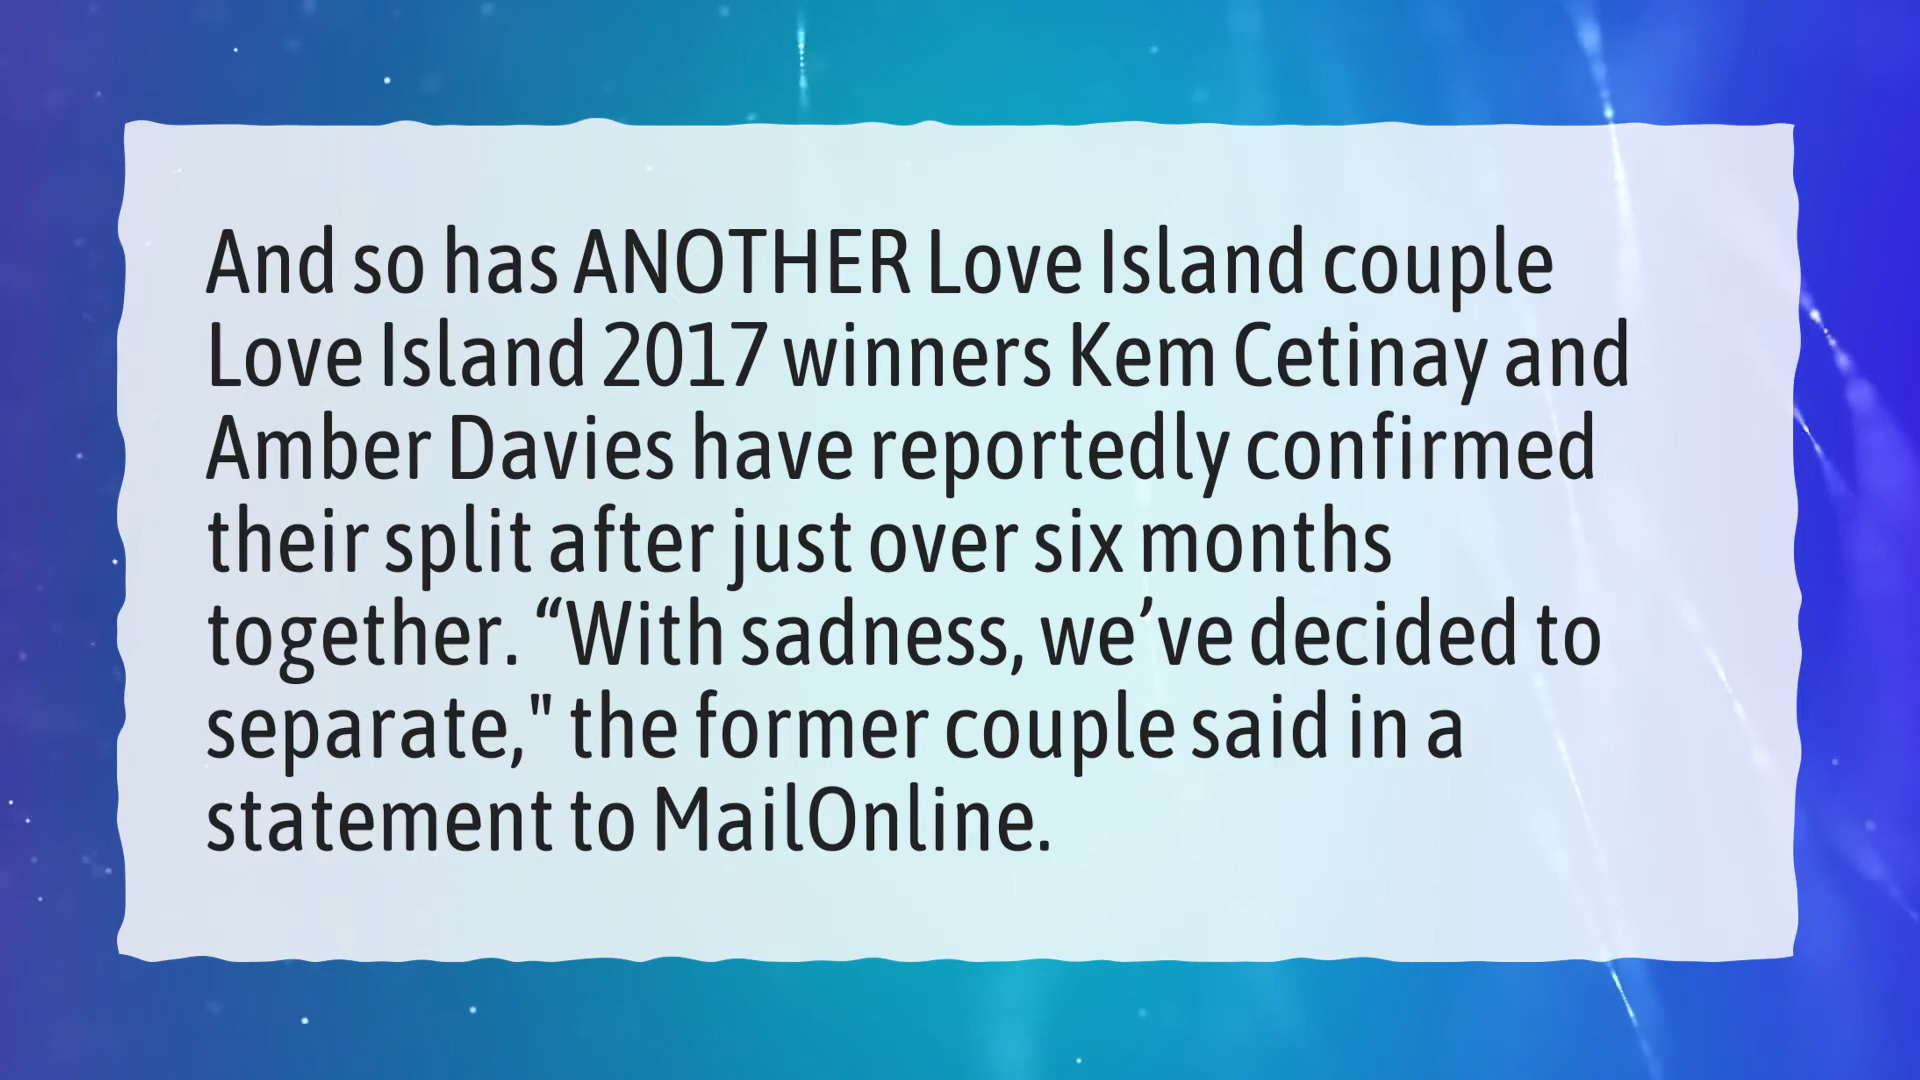 And so has ANOTHER Love Island couple
Love Island 2017 winners Kem Cetinay and
Amber Davies have reportedly confirmed
their split after just over six months
together. “With sadness, we’ve decided to
separate," the former couple said in a
statement to MailOnline.